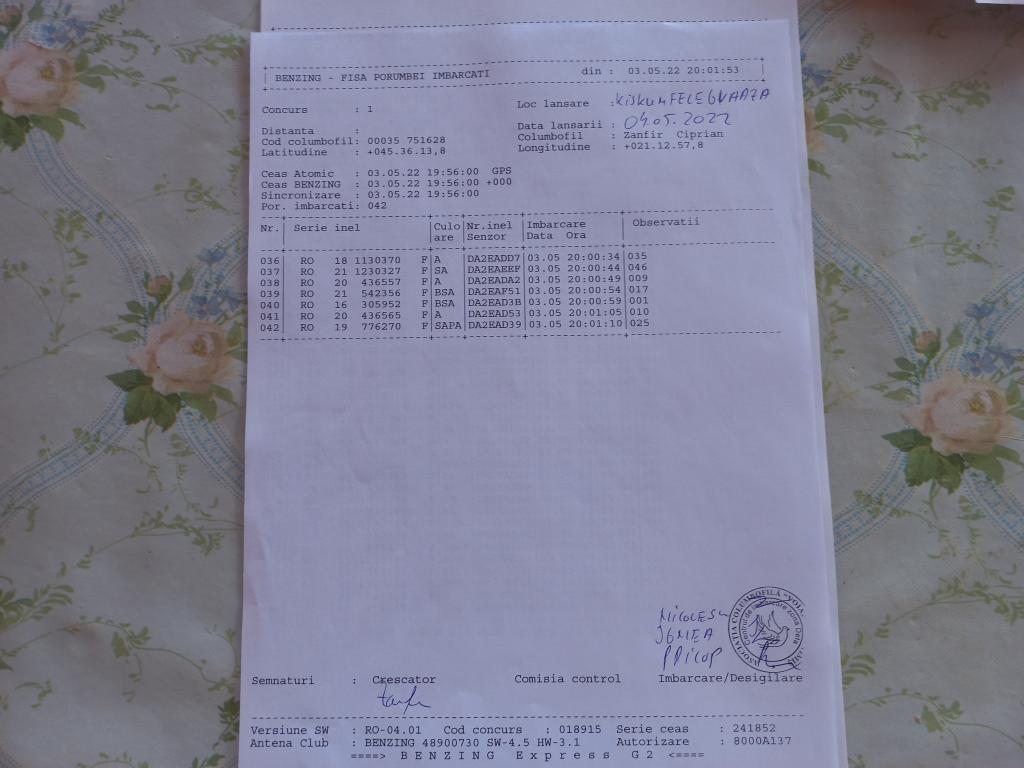 BENZING - FISA PORUMBEI IMBARCATI din : 03.05.22 20:01:53
Concurs : 1 Loc lansare : KISKUNFELEGHAAZA
Distanta : Data lansarii : 04.05.2022
Cod columbofil: 00035 751628 Columbofil : Zanfir Ciprian
Latitudine : +045.36.13,8 Longitudine : +021.12.57,8
Ceas Atomic : 03.05.22 19:56:00 GPS
Ceas BENZING : 03.05.22 19:56:00 +000
Sincronizare : 03.05.22 19:56:00
Por. imbarcati: 042
Nr.| Serie inel |Culo|Nr.inel |Imbarcare | Observatii
| |are |Senzor |Data Ora |
036| RO 18 1130370 F|A |DA2EADD7|03.05 20:00:34|035
037| RO 21 1230327 F|SA |DA2EAEEF|03.05 20:00:44|046
038| RO 20 436557 F|A |DA2EADA2|03.05 20:00:49|009
039| RO 21 542356 F|BSA |DA2EAF51|03.05 20:00:54|017
040| RO 16 305952 F|BSA |DA2EAD3B|03.05 20:00:59|001
041| RO 20 436565 F|A |DA2EAD53|03.05 20:01:05|010
042| RO 19 776270 F|SAPA|DA2EAD39|03.05 20:01:10|025
PRICOP
Semnaturi : Crescator Comisia control Imbarcare/Desigilare
Versiune SW : RO-04.01 Cod concurs : 018915 Serie ceas : 241852
Antena Club : BENZING 48900730 SW-4.5 HW-3.1 Autorizare : 8000A137
====> B E N Z I N G E x p r e s s G 2 <====